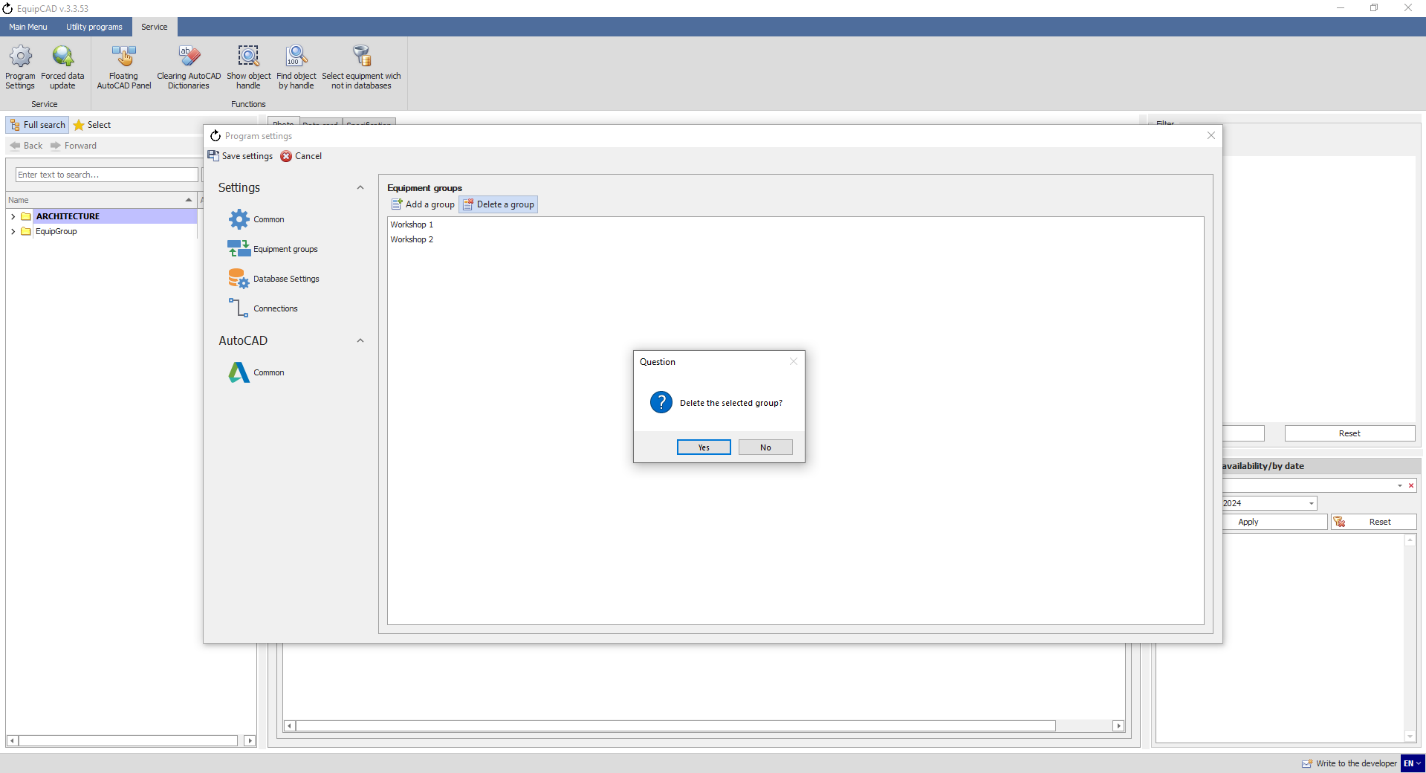 EquipCAD v.3.3.53
Main Menu
Utility programs
Service
Program Settings
Forced data update
Floating AutoCAD Panel
Clearing AutoCAD Dictionaries
Show object handle
Find object by handle
Select equipment wich not in databases
Service
Functions
Full search
Select
Back
Forward
Enter text to search...
Name
ARCHITECTURE
EquipGroup
Program settings
Save settings
Cancel
Settings
Common
Equipment groups
Database Settings
Connections
AutoCAD
Common
Equipment groups
Add a group
Delete a group
Workshop 1
Workshop 2
Question
Delete the selected group?
Yes
No
Reset
availability/by date
2024
Apply
Reset
Write to the developer
EN